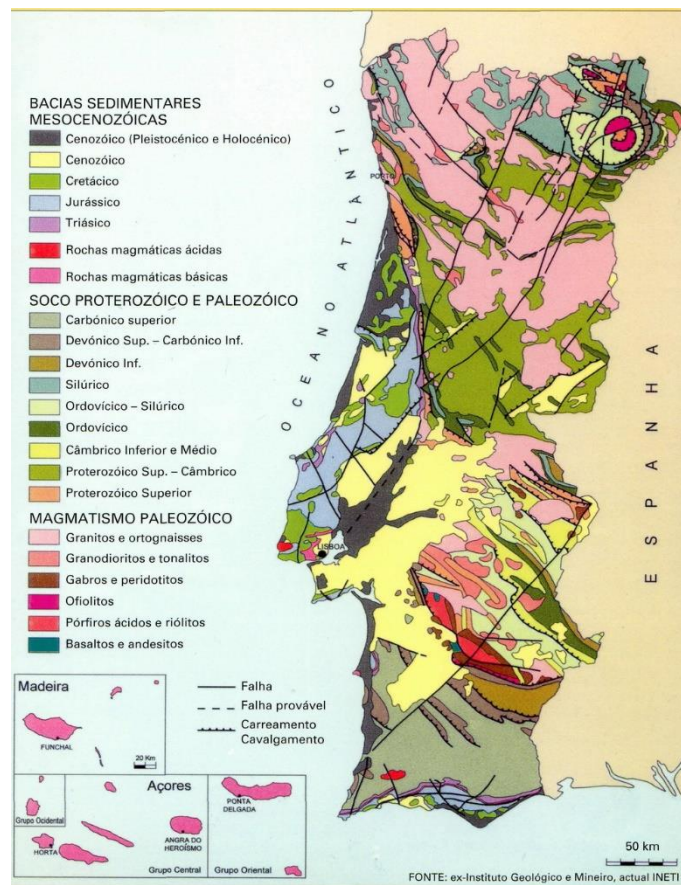 BACIAS SEDIMENTARES
MESOCENOZÓICAS
Cenozóico (Pleistocénico e Holocénico)
Cenozóico
Cretácico
Jurássico
Triásico
Rochas magmáticas ácidas
Rochas magmáticas básicas
SOCO PROTEROZÓICO E PALEOZÓICO
Carbónico superior
Devónico Sup. – Carbónico Inf.
Devónico Inf.
Silúrico
Ordovícico – Silúrico
Ordovícico
Câmbrico Inferior e Médio
Proterozóico Sup. – Câmbrico
Proterozóico Superior
MAGMATISMO PALEOZÓICO
Granitos e ortognaisses
Granodioritos e tonalitos
Gabros e peridotitos
Ofiolitos
Pórfiros ácidos e riólitos
Basaltos e andesitos
OCEANO ATLÂNTICO
PORTO
LISBOA
ESPANHA
Falha
Falha provável
Carreamento
Cavalgamento
Madeira
FUNCHAL
20 Km
Açores
Grupo Ocidental
HORTA
ANGRA DO
HEROÍSMO
Grupo Central
PONTA
DELGADA
Grupo Oriental
50 km
FONTE: ex-Instituto Geológico e Mineiro, actual INETI